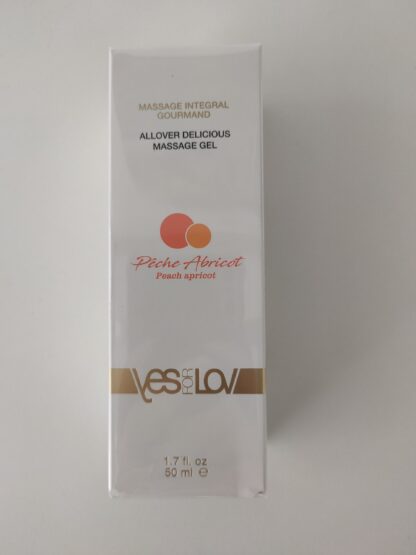 MASSAGE INTEGRAL
GOURMAND
ALLOVER DELICIOUS
MASSAGE GEL
Pêche Abricot
Peach apricot
YES FOR LOV
1.7 fl. oz
50 ml ℮